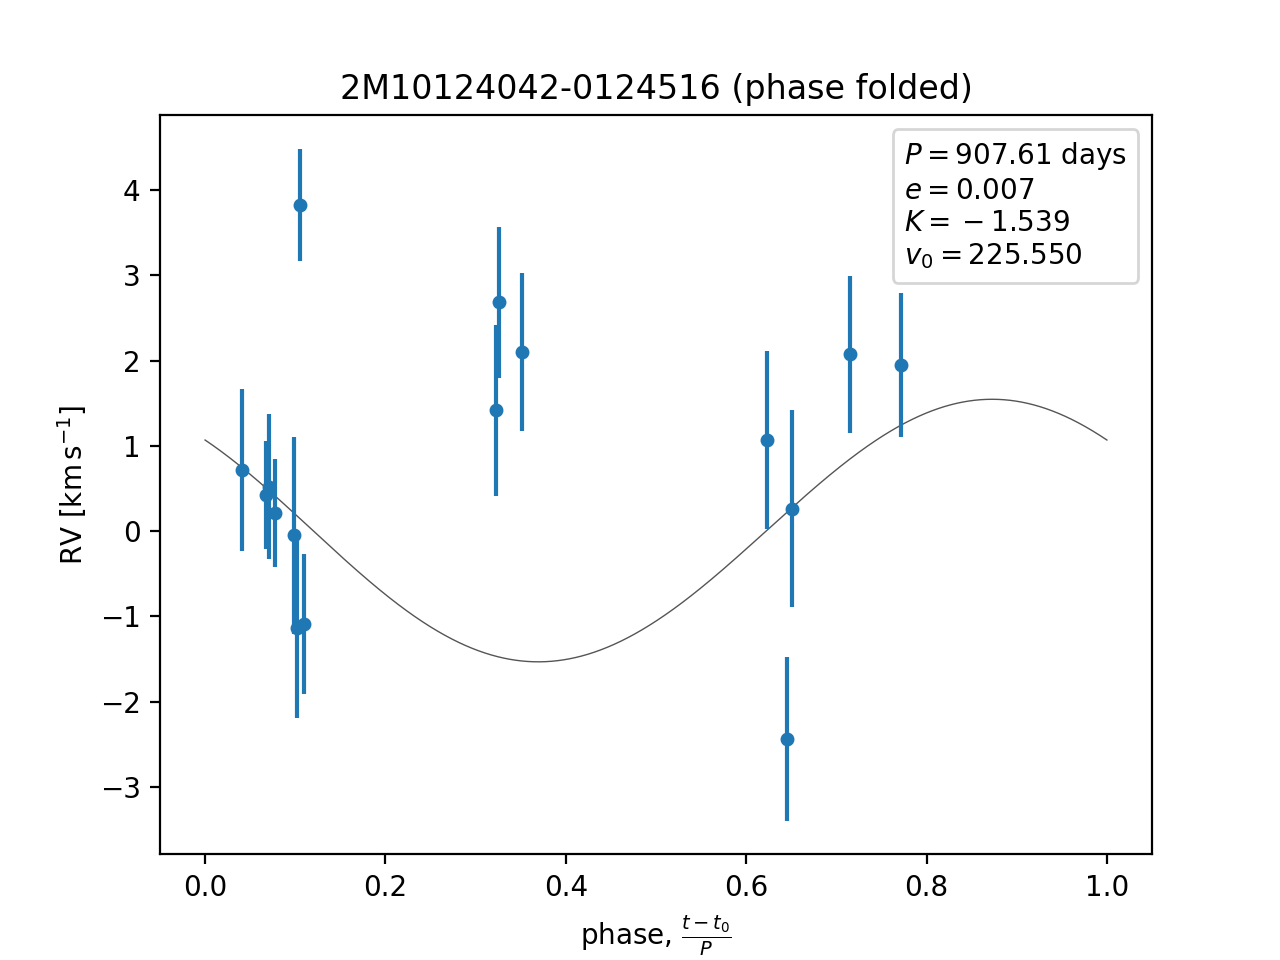 2M10124042-0124516 (phase folded)
P = 907.61 days
e = 0.007
K = −1.539
v₀ = 225.550
4
3
2
1
0
−1
−2
−3
RV [km s⁻¹]
0.0 0.2 0.4 0.6 0.8 1.0
phase, (t − t₀)/P